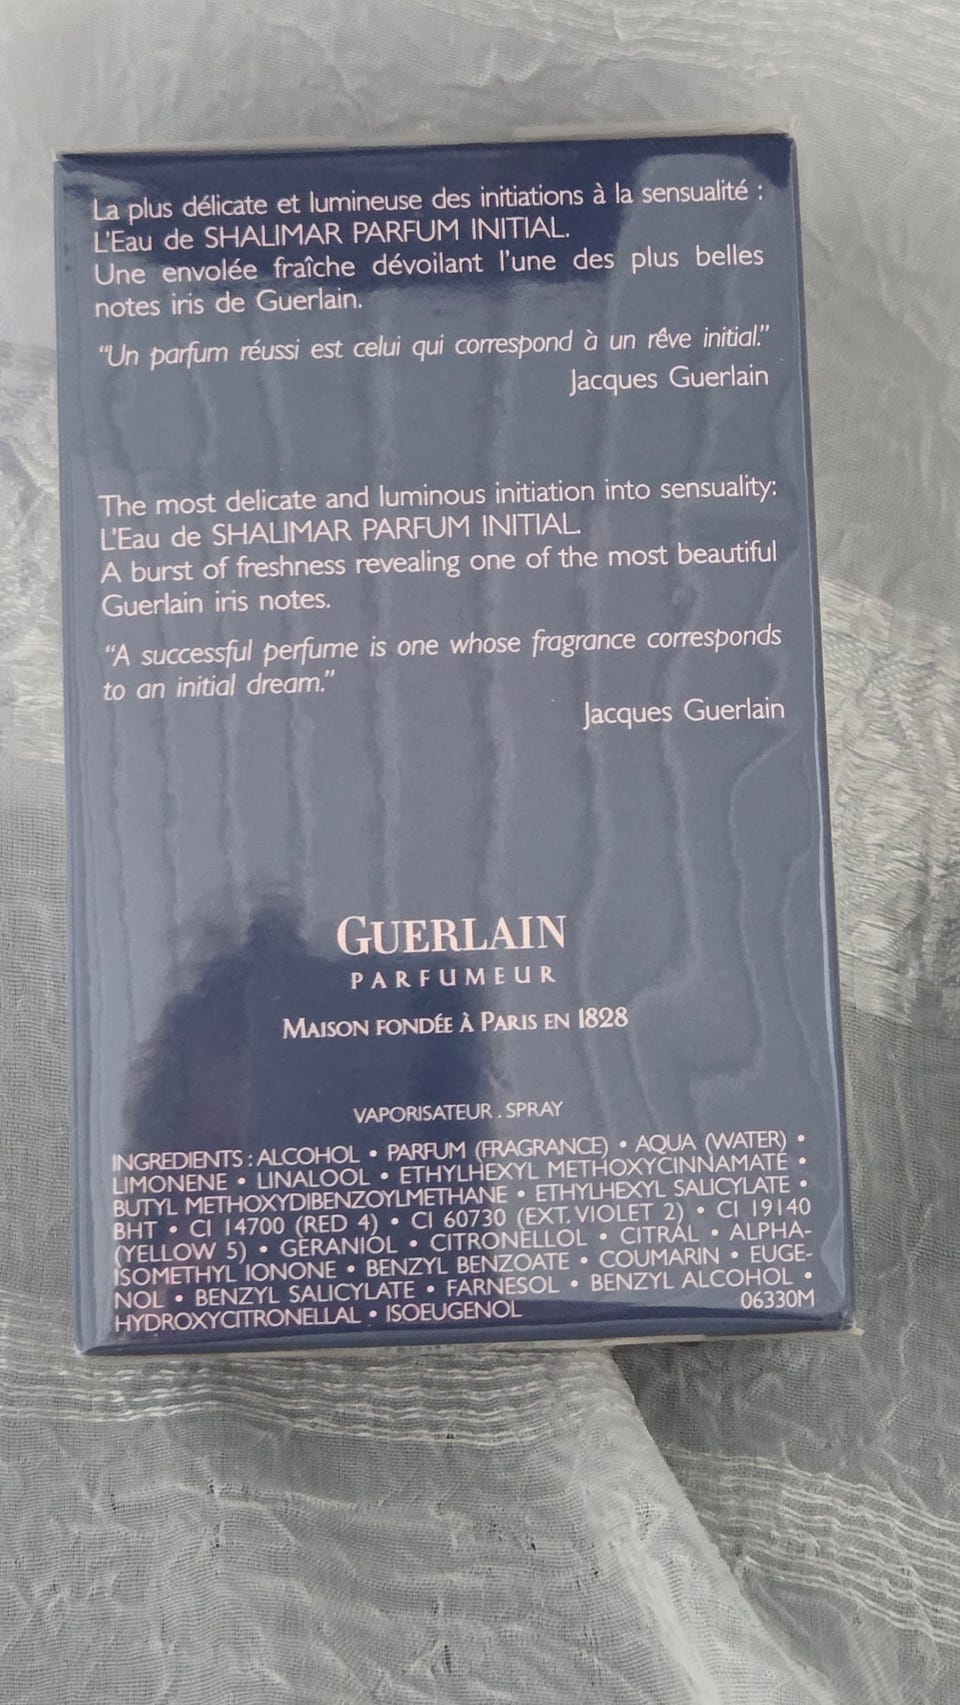 La plus délicate et lumineuse des initiations à la sensualité :
L'Eau de SHALIMAR PARFUM INITIAL.
Une envolée fraîche dévoilant l'une des plus belles
notes iris de Guerlain.
"Un parfum réussi est celui qui correspond à un rêve initial."
Jacques Guerlain
The most delicate and luminous initiation into sensuality:
L'Eau de SHALIMAR PARFUM INITIAL.
A burst of freshness revealing one of the most beautiful
Guerlain iris notes.
"A successful perfume is one whose fragrance corresponds
to an initial dream."
Jacques Guerlain
GUERLAIN
PARFUMEUR
MAISON FONDÉE À PARIS EN 1828
VAPORISATEUR . SPRAY
INGREDIENTS : ALCOHOL • PARFUM (FRAGRANCE) • AQUA (WATER) •
LIMONENE • LINALOOL • ETHYLHEXYL METHOXYCINNAMATE •
BUTYL METHOXYDIBENZOYLMETHANE • ETHYLHEXYL SALICYLATE •
BHT • CI 14700 (RED 4) • CI 60730 (EXT. VIOLET 2) • CI 19140
(YELLOW 5) • GERANIOL • CITRONELLOL • CITRAL • ALPHA-
ISOMETHYL IONONE • BENZYL BENZOATE • COUMARIN • EUGE-
NOL • BENZYL SALICYLATE • FARNESOL • BENZYL ALCOHOL •
HYDROXYCITRONELLAL • ISOEUGENOL 06330M